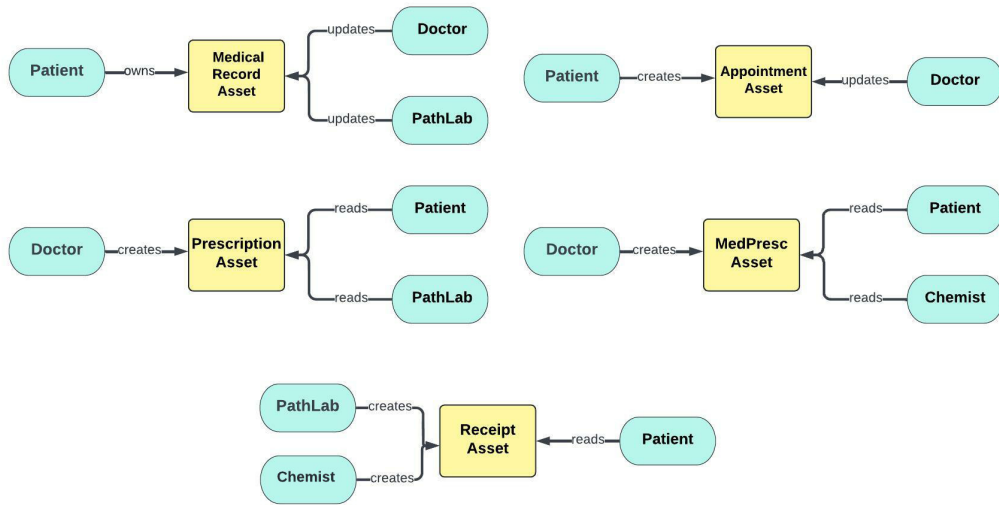 Patient
owns
Medical
Record
Asset
updates
Doctor
updates
PathLab
Patient
creates
Appointment
Asset
updates
Doctor
Doctor
creates
Prescription
Asset
reads
Patient
reads
PathLab
Doctor
creates
MedPresc
Asset
reads
Patient
reads
Chemist
PathLab
creates
Chemist
creates
Receipt
Asset
reads
Patient